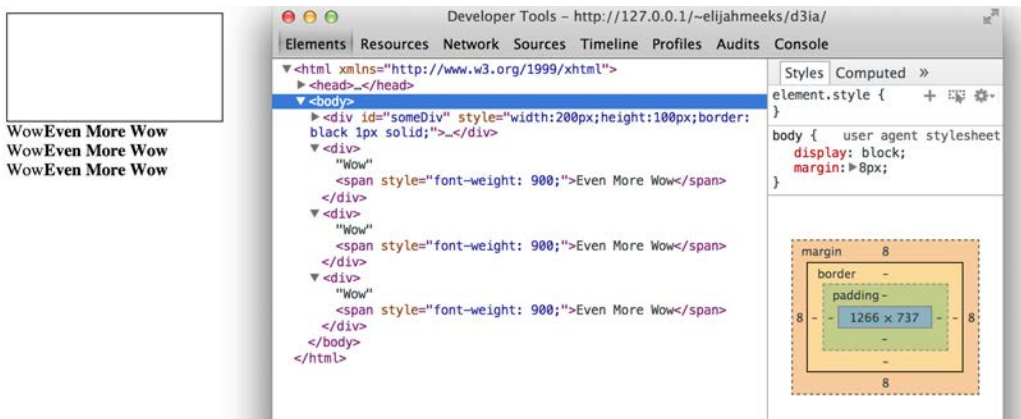 WowEven More Wow
WowEven More Wow
WowEven More Wow
Developer Tools – http://127.0.0.1/~elijahmeeks/d3ia/
Elements Resources Network Sources Timeline Profiles Audits Console
▼<html xmlns="http://www.w3.org/1999/xhtml">
▶<head>…</head>
▼<body>
▶<div id="someDiv" style="width:200px;height:100px;border:
black 1px solid;">…</div>
▼<div>
"Wow"
<span style="font-weight: 900;">Even More Wow</span>
</div>
▼<div>
"Wow"
<span style="font-weight: 900;">Even More Wow</span>
</div>
▼<div>
"Wow"
<span style="font-weight: 900;">Even More Wow</span>
</div>
</body>
</html>
Styles Computed »
element.style {
}
body { user agent stylesheet
display: block;
margin:▶8px;
}
margin 8
border –
padding –
8 – – 1266 × 737 – – 8
–
–
8